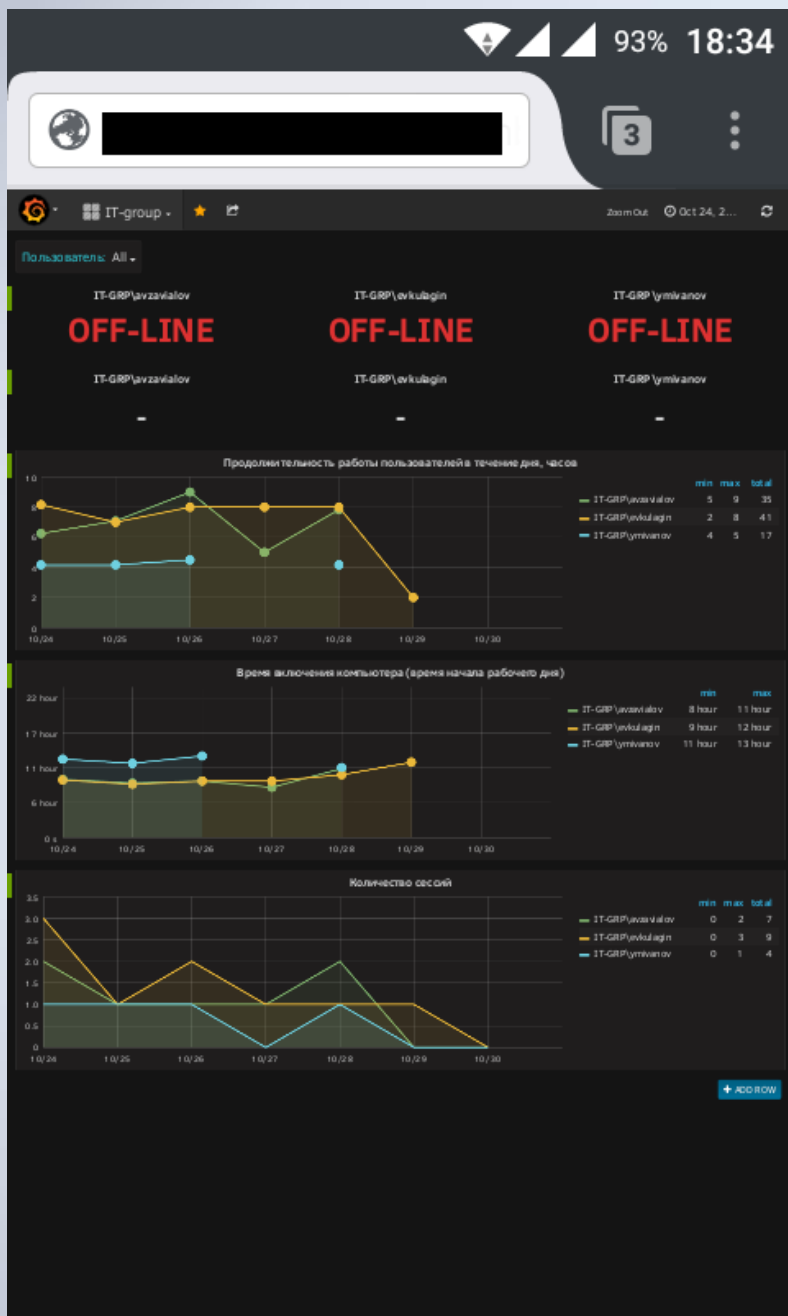 93% 18:34
3
IT-group
Zoom Out Oct 24, 2...
Пользователь: All
IT-GRP\avzavialov IT-GRP\evkulagin IT-GRP\ymivanov
OFF-LINE OFF-LINE OFF-LINE
IT-GRP\avzavialov IT-GRP\evkulagin IT-GRP\ymivanov
- - -
Продолжительность работы пользователей в течение дня, часов
min max total
IT-GRP\avzavialov 5 9 35
IT-GRP\evkulagin 2 8 41
IT-GRP\ymivanov 4 5 17
10
8
6
4
2
0
10/24 10/25 10/26 10/27 10/28 10/29 10/30
Время включения компьютера (время начала рабочего дня)
min max
IT-GRP\avzavialov 8 hour 11 hour
IT-GRP\evkulagin 9 hour 12 hour
IT-GRP\ymivanov 11 hour 13 hour
22 hour
17 hour
11 hour
6 hour
0 s
10/24 10/25 10/26 10/27 10/28 10/29 10/30
Количество сессий
min max total
IT-GRP\avzavialov 0 2 7
IT-GRP\evkulagin 0 3 9
IT-GRP\ymivanov 0 1 4
3.5
3.0
2.5
2.0
1.5
1.0
0.5
0
10/24 10/25 10/26 10/27 10/28 10/29 10/30
+ ADD ROW